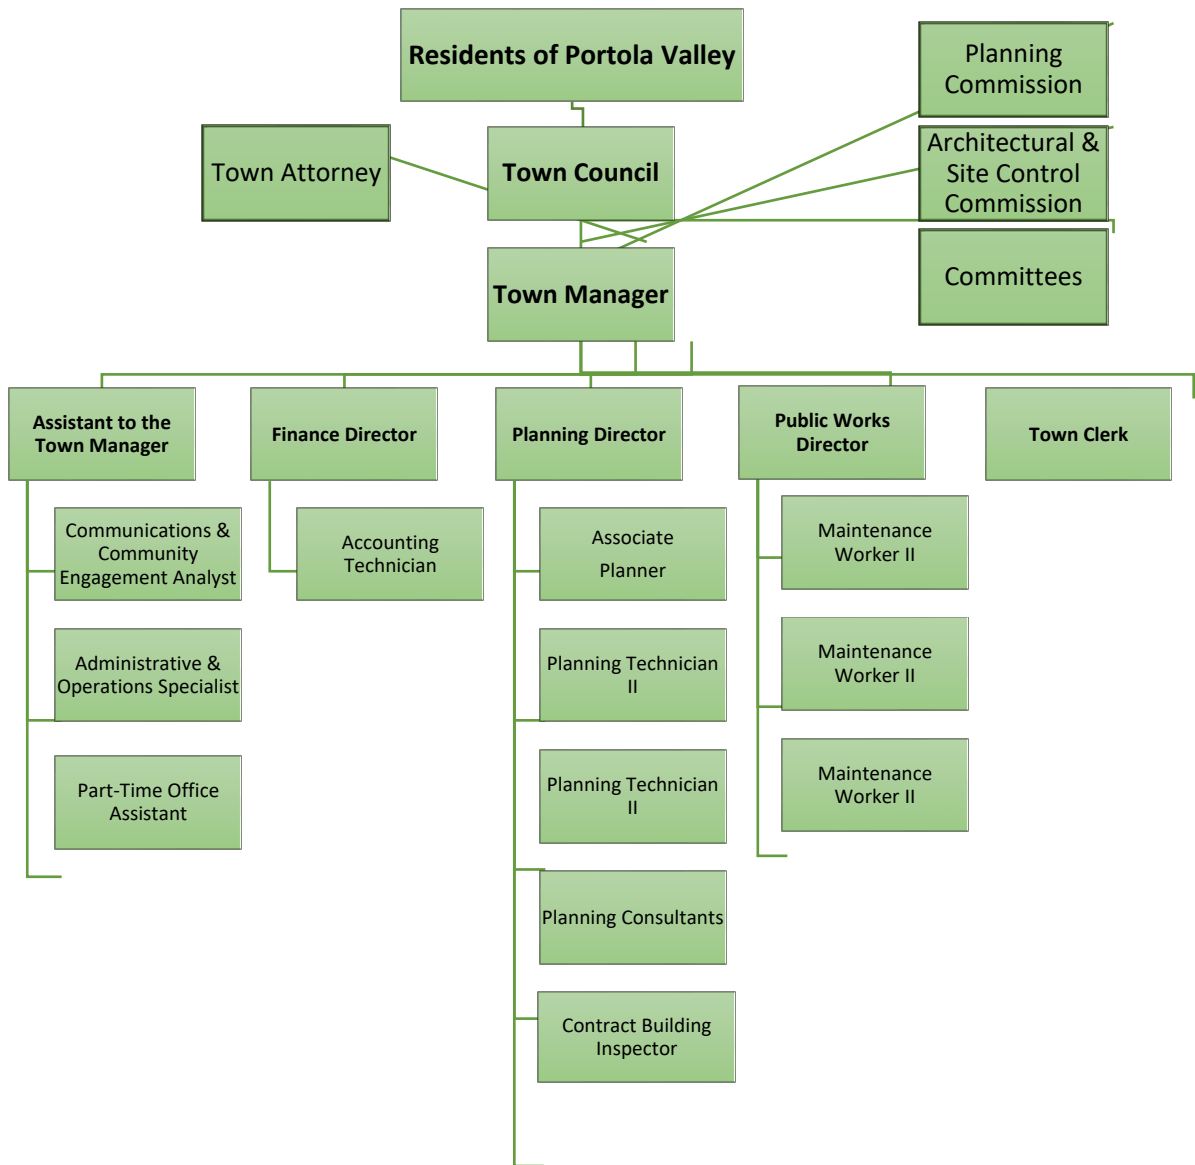 Residents of Portola Valley
Planning
Commission
Town Attorney
Town Council
Architectural &
Site Control
Commission
Town Manager
Committees
Assistant to the
Town Manager
Finance Director
Planning Director
Public Works
Director
Town Clerk
Communications &
Community
Engagement Analyst
Administrative &
Operations Specialist
Part-Time Office
Assistant
Accounting
Technician
Associate
Planner
Planning Technician
II
Planning Technician
II
Planning Consultants
Contract Building
Inspector
Maintenance
Worker II
Maintenance
Worker II
Maintenance
Worker II